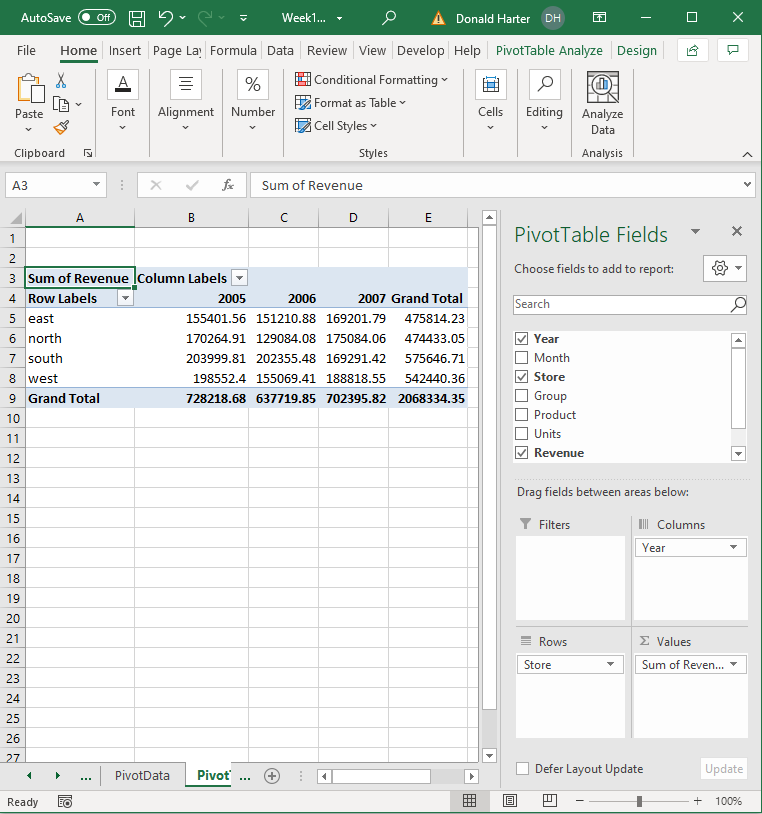 AutoSave Off Week1... Donald Harter DH
File Home Insert Page Lay Formula Data Review View Develop Help PivotTable Analyze Design
Paste Font Alignment Number Conditional Formatting Format as Table Cell Styles Cells Editing Analyze Data
Clipboard Styles Analysis
A3 fx Sum of Revenue
A B C D E
1
2
3 Sum of Revenue Column Labels
4 Row Labels 2005 2006 2007 Grand Total
5 east 155401.56 151210.88 169201.79 475814.23
6 north 170264.91 129084.08 175084.06 474433.05
7 south 203999.81 202355.48 169291.42 575646.71
8 west 198552.4 155069.41 188818.55 542440.36
9 Grand Total 728218.68 637719.85 702395.82 2068334.35
10
11
12
13
14
15
16
17
18
19
20
21
22
23
24
25
26
27
PivotTable Fields
Choose fields to add to report:
Search
Year
Month
Store
Group
Product
Units
Revenue
Drag fields between areas below:
Filters Columns
Year
Rows Σ Values
Store Sum of Reven...
Defer Layout Update Update
... PivotData PivotT ...
Ready 100%